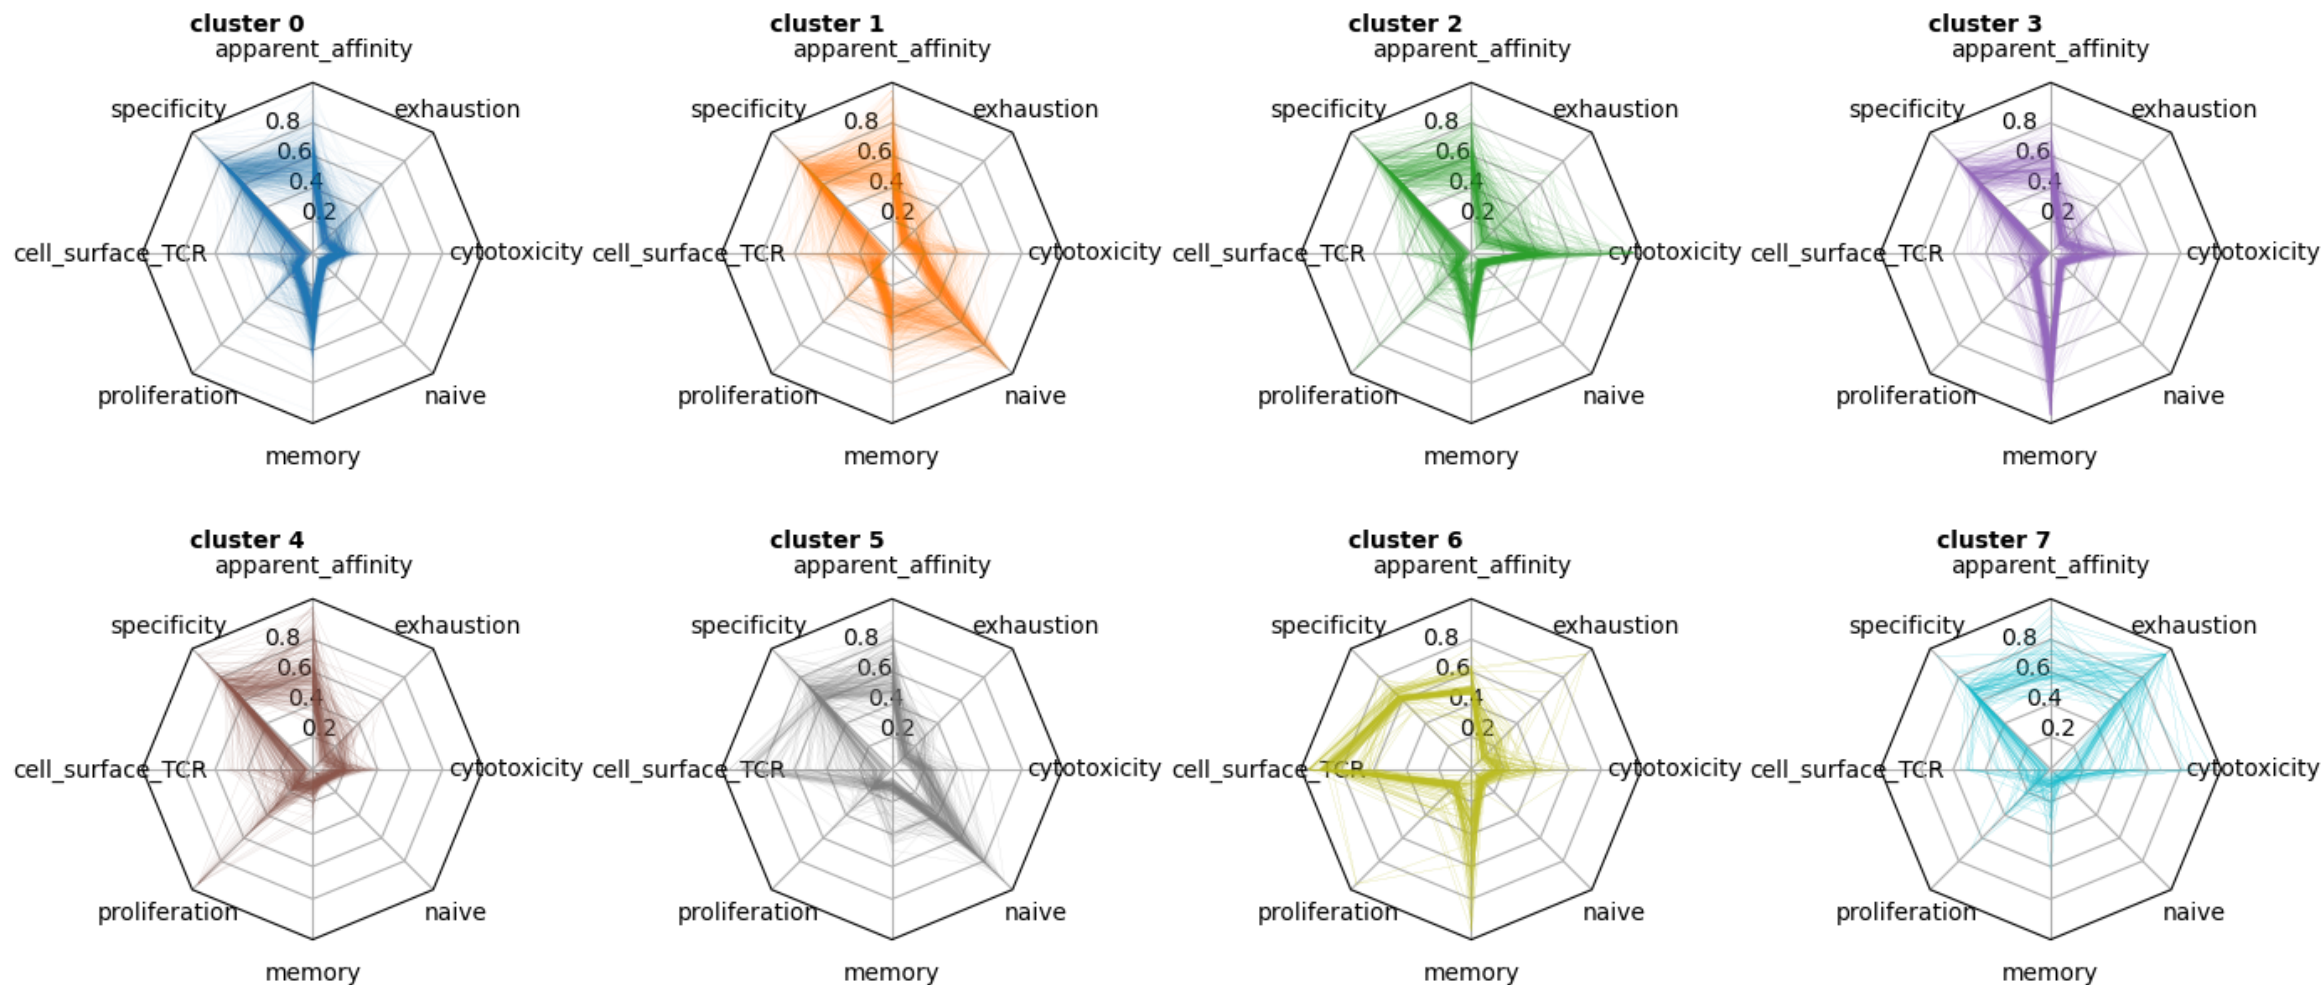 cluster 0
apparent_affinity
specificity
exhaustion
0.8
0.6
0.4
0.2
cell_surface_TCR
cytotoxicity
proliferation
naive
memory
cluster 1
apparent_affinity
specificity
exhaustion
0.8
0.6
0.4
0.2
cell_surface_TCR
cytotoxicity
proliferation
naive
memory
cluster 2
apparent_affinity
specificity
exhaustion
0.8
0.6
0.4
0.2
cell_surface_TCR
cytotoxicity
proliferation
naive
memory
cluster 3
apparent_affinity
specificity
exhaustion
0.8
0.6
0.4
0.2
cell_surface_TCR
cytotoxicity
proliferation
naive
memory
cluster 4
apparent_affinity
specificity
exhaustion
0.8
0.6
0.4
0.2
cell_surface_TCR
cytotoxicity
proliferation
naive
memory
cluster 5
apparent_affinity
specificity
exhaustion
0.8
0.6
0.4
0.2
cell_surface_TCR
cytotoxicity
proliferation
naive
memory
cluster 6
apparent_affinity
specificity
exhaustion
0.8
0.6
0.4
0.2
cell_surface_TCR
cytotoxicity
proliferation
naive
memory
cluster 7
apparent_affinity
specificity
exhaustion
0.8
0.6
0.4
0.2
cell_surface_TCR
cytotoxicity
proliferation
naive
memory